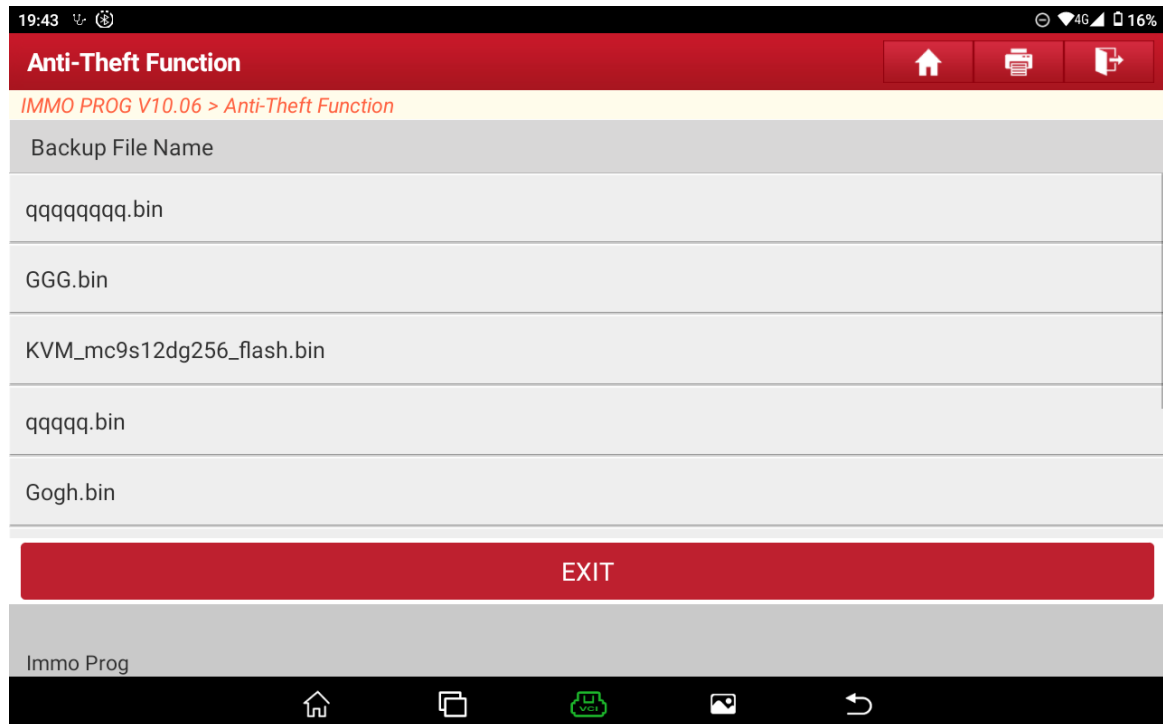 19:43 4G 16%
Anti-Theft Function
IMMO PROG V10.06 > Anti-Theft Function
Backup File Name
qqqqqqqq.bin
GGG.bin
KVM_mc9s12dg256_flash.bin
qqqqq.bin
Gogh.bin
EXIT
Immo Prog
VCI